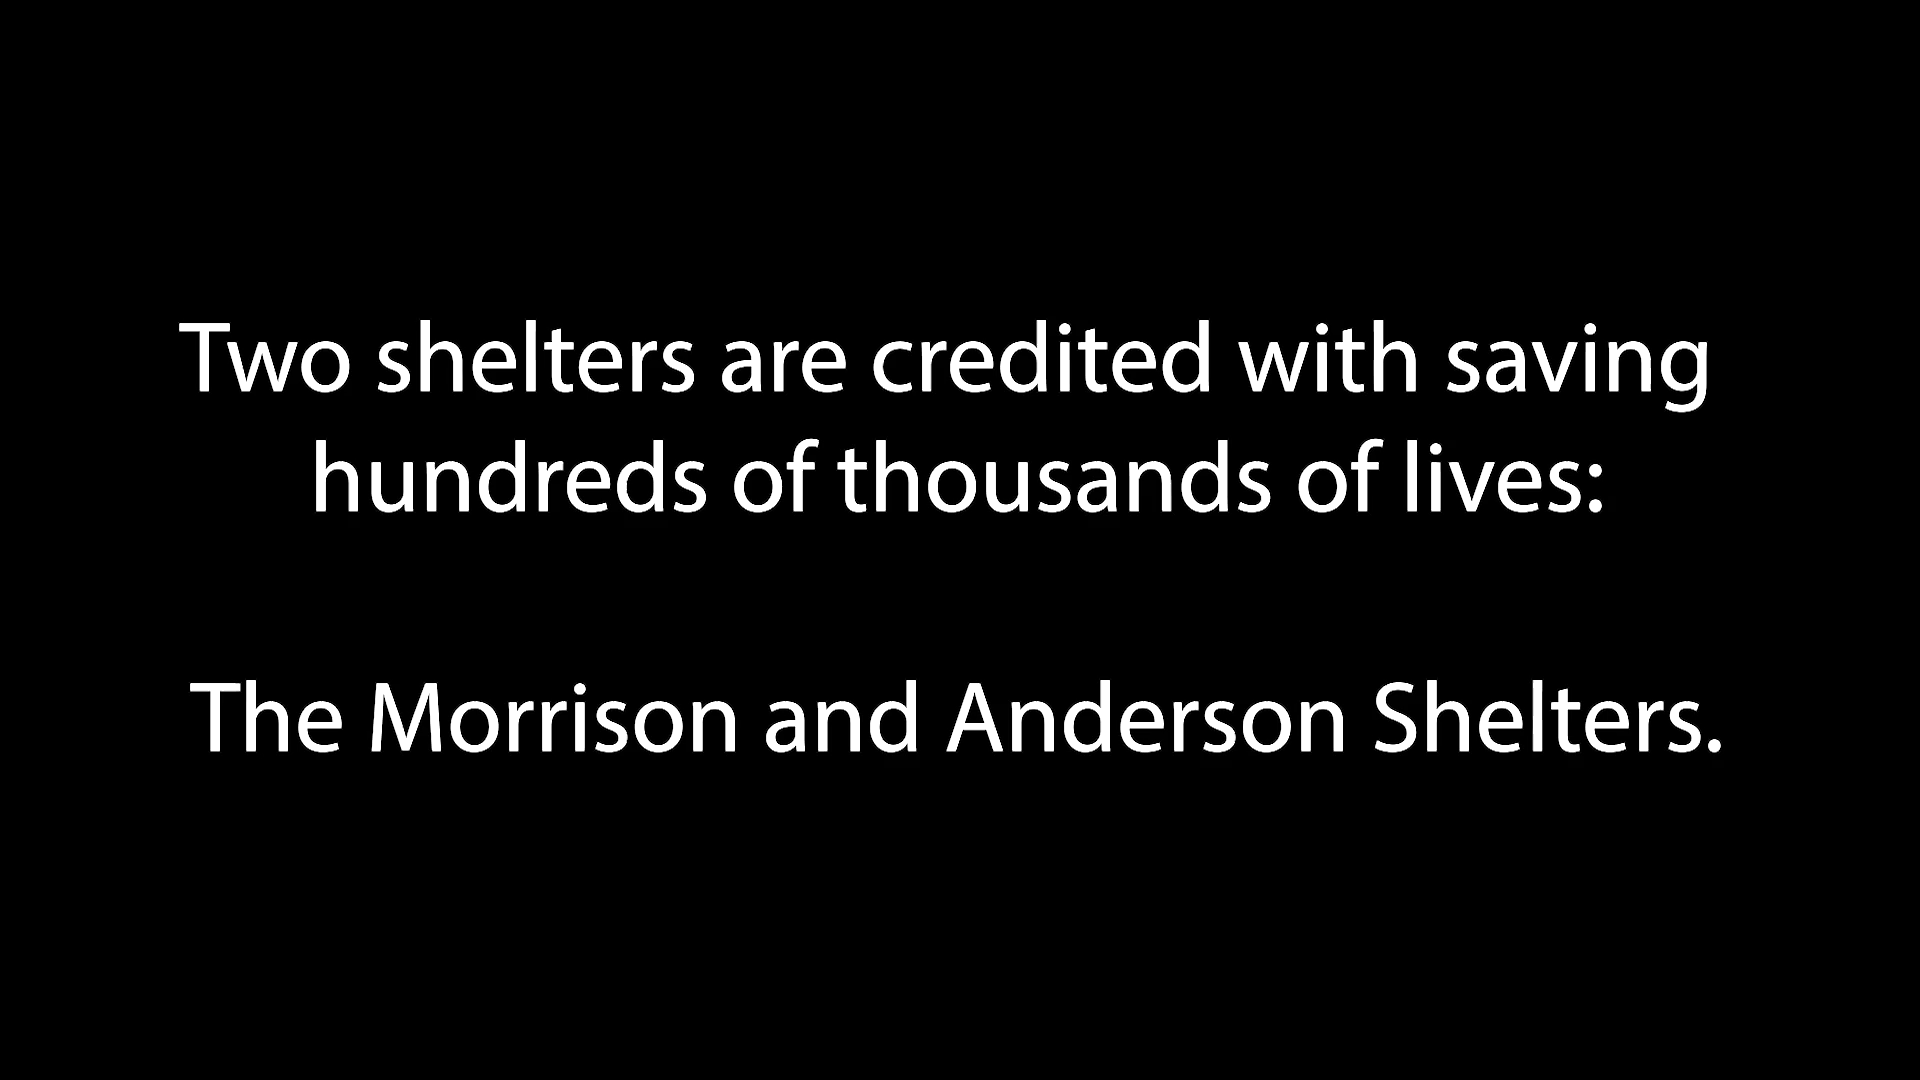 Two shelters are credited with saving
hundreds of thousands of lives:
The Morrison and Anderson Shelters.